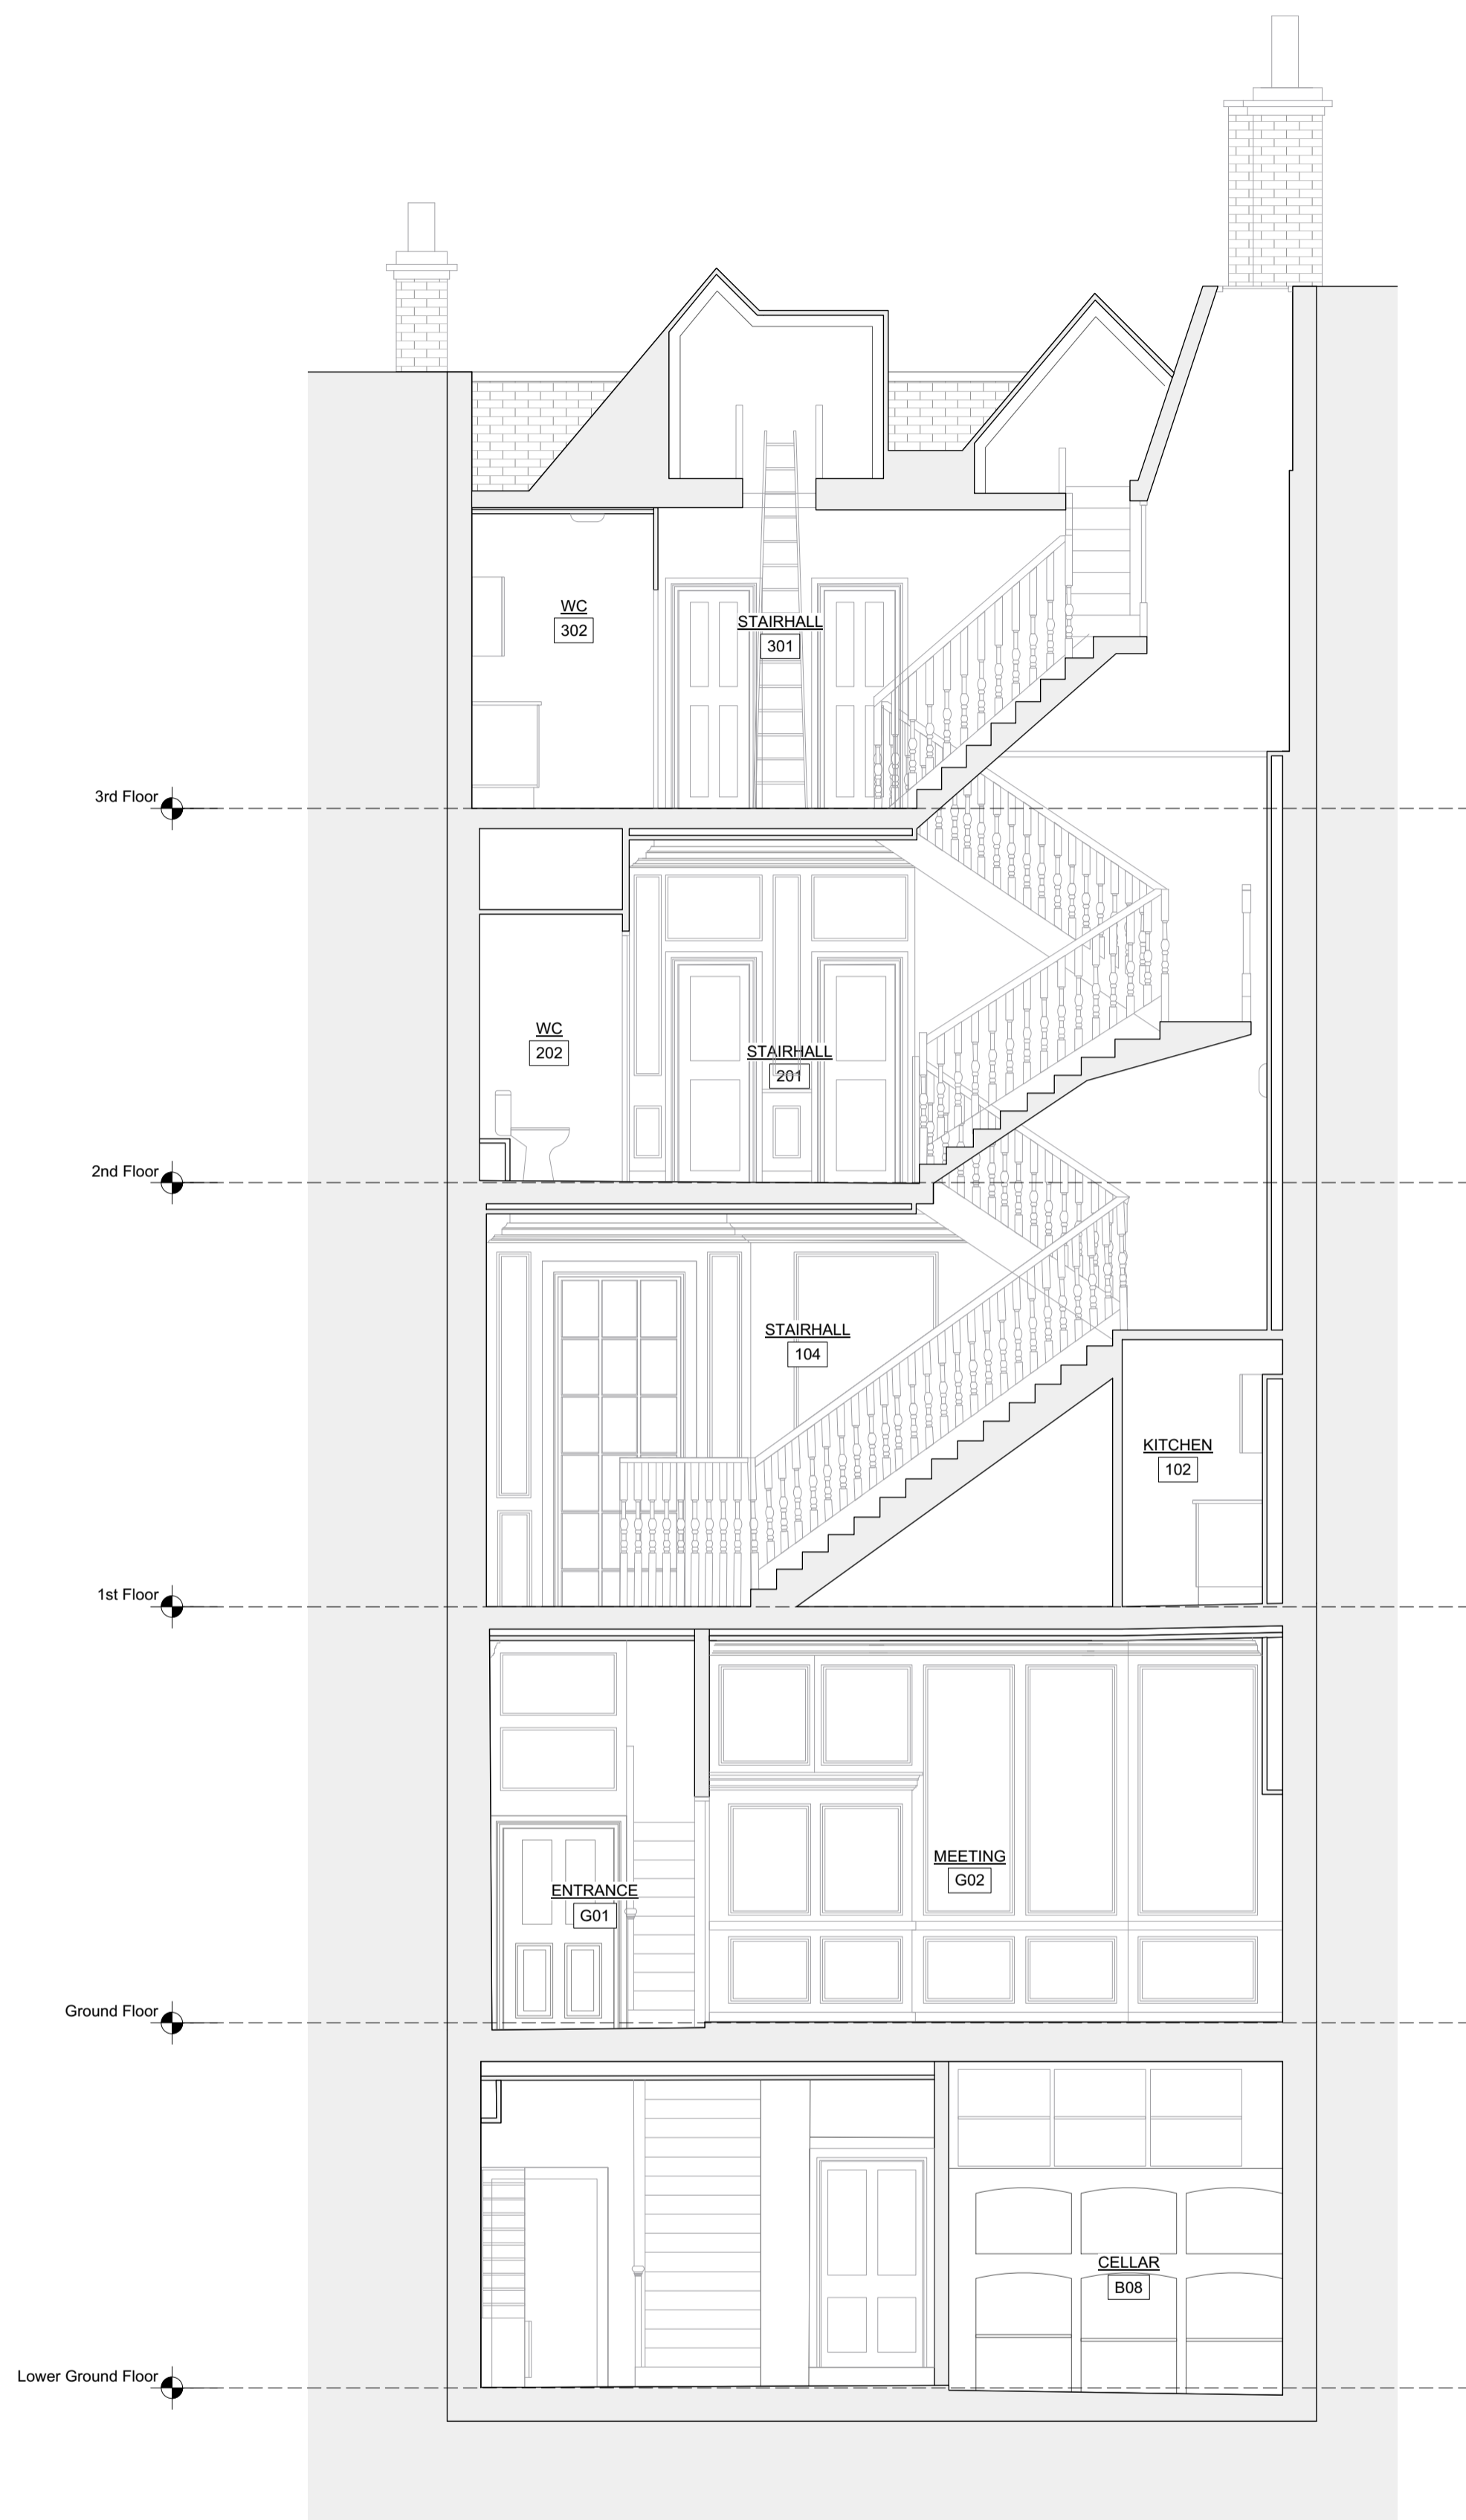 WC
302
STAIRHALL
301
3rd Floor
WC
202
STAIRHALL
201
2nd Floor
STAIRHALL
104
KITCHEN
102
1st Floor
MEETING
G02
ENTRANCE
G01
Ground Floor
CELLAR
B08
Lower Ground Floor